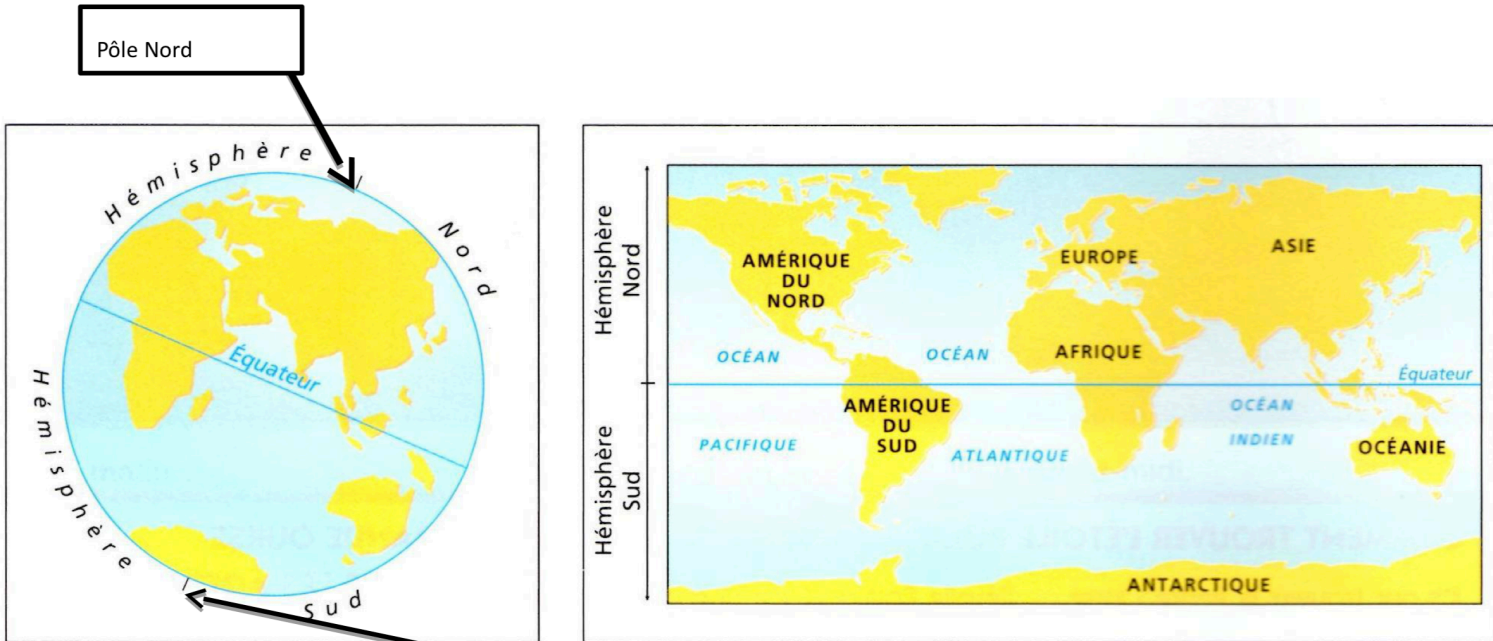 Pôle Nord
Hémisphère
Nord
Équateur
Hémisphère
Sud
Hémisphère
Nord
Hémisphère
Sud
AMÉRIQUE
DU
NORD
EUROPE
ASIE
OCÉAN
OCÉAN
AFRIQUE
Équateur
AMÉRIQUE
DU
SUD
OCÉAN
INDIEN
PACIFIQUE
ATLANTIQUE
OCÉANIE
ANTARCTIQUE